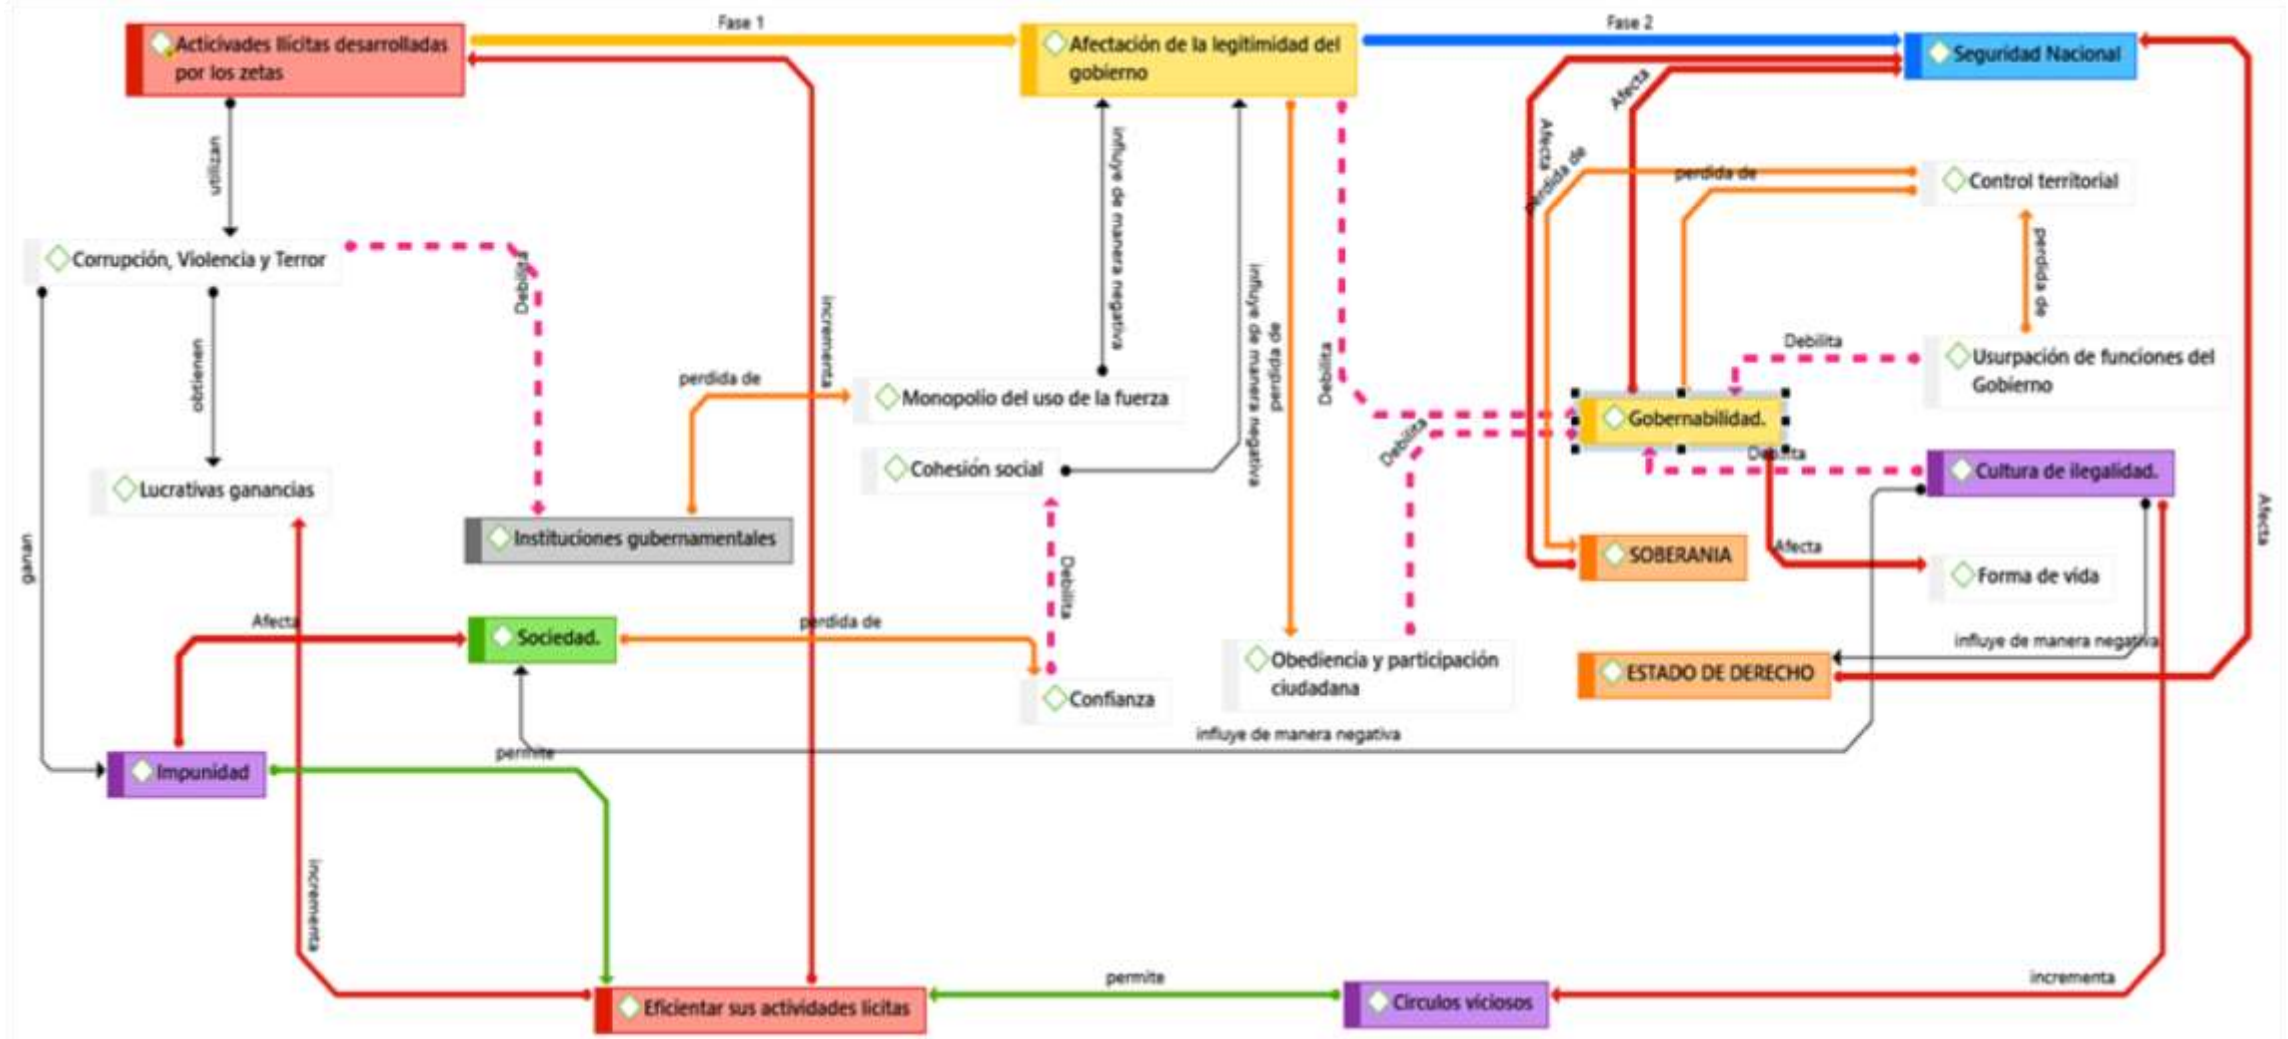 Fase 1
Fase 2
Acticivades Ilícitas desarrolladas
por los zetas
Afectación de la legitimidad del
gobierno
Seguridad Nacional
utilizan
influye de manera negativa
Afecta
Afecta
perdida de
perdida de
Control territorial
Corrupción, Violencia y Terror
Debilita
incrementa
influye de manera negativa
perdida de
Debilita
perdida de
obtienen
perdida de
Monopolio del uso de la fuerza
Debilita
Usurpación de funciones del
Gobierno
Gobernabilidad.
Debilita
Debilita
Cohesión social
Cultura de ilegalidad.
Lucrativas ganancias
Instituciones gubernamentales
ganan
Debilita
SOBERANIA
Afecta
Forma de vida
Afecta
Afecta
Sociedad.
perdida de
Obediencia y participación
ciudadana
influye de manera negativa
ESTADO DE DERECHO
Confianza
influye de manera negativa
permite
Impunidad
incrementa
permite
incrementa
Eficientar sus actividades licitas
Circulos viciosos